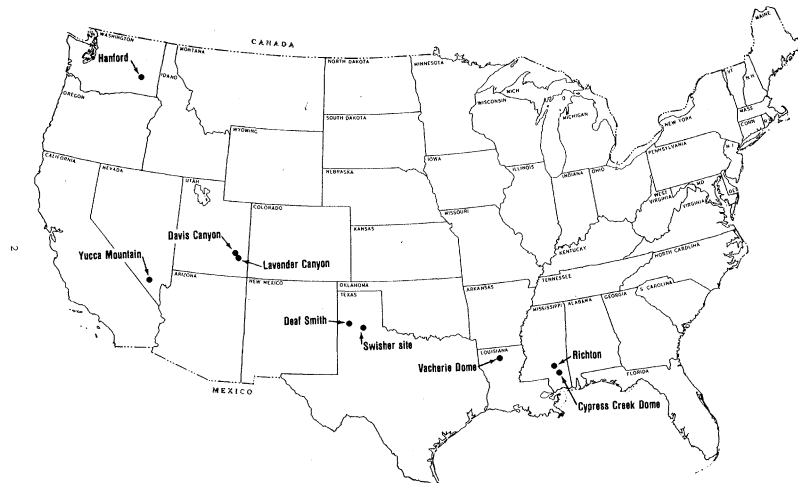 CANADA
WASHINGTON
Hanford
MONTANA
IDAHO
OREGON
NORTH DAKOTA
MINNESOTA
MAINE
VT
N.H.
MASS
CONN
R.I.
NEW YORK
MICH
WISCONSIN
MICHIGAN
SOUTH DAKOTA
WYOMING
CALIFORNIA
NEVADA
UTAH
COLORADO
NEBRASKA
IOWA
ILLINOIS
INDIANA
OHIO
PENNSYLVANIA
N.J.
MD
DEL
WEST
VIRGINIA
VIRGINIA
KANSAS
MISSOURI
KENTUCKY
NORTH CAROLINA
TENNESSEE
S CAROLINA
2
Davis Canyon
Lavender Canyon
Yucca Mountain
ARIZONA
NEW MEXICO
OKLAHOMA
TEXAS
ARKANSAS
MISSISSIPPI
ALABAMA
GEORGIA
Deaf Smith
Swisher site
LOUISIANA
Vacherie Dome
Richton
FLORIDA
Cypress Creek Dome
MEXICO